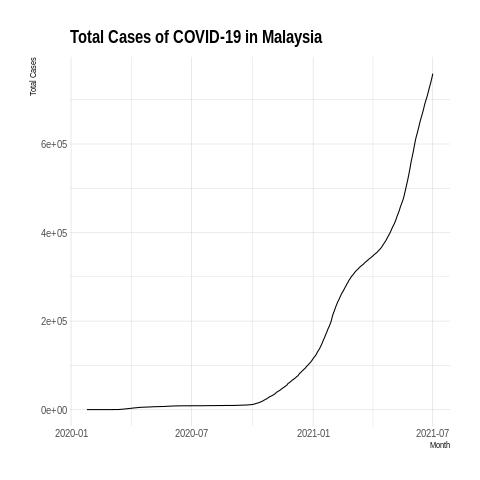 Total Cases of COVID-19 in Malaysia
Total Cases
6e+05
4e+05
2e+05
0e+00
2020-01 2020-07 2021-01 2021-07
Month